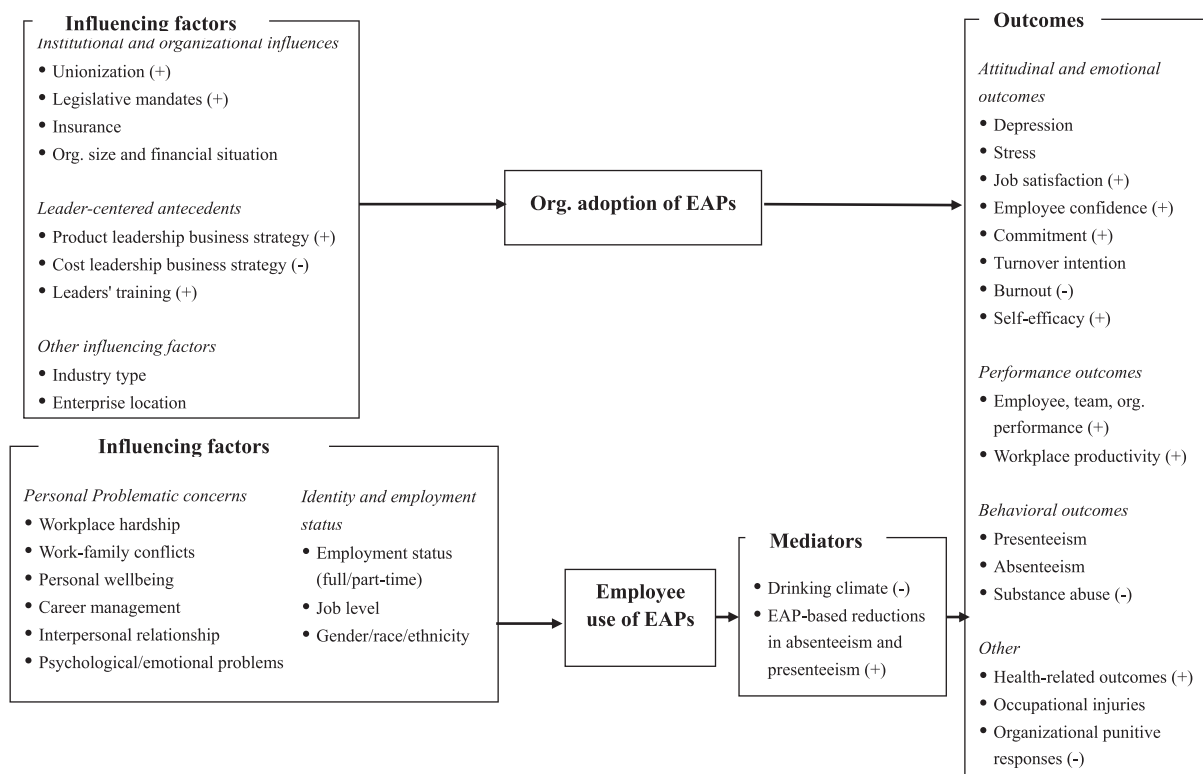 Influencing factors
Institutional and organizational influences
• Unionization (+)
• Legislative mandates (+)
• Insurance
• Org. size and financial situation
Leader-centered antecedents
• Product leadership business strategy (+)
• Cost leadership business strategy (-)
• Leaders' training (+)
Other influencing factors
• Industry type
• Enterprise location
Org. adoption of EAPs
Influencing factors
Personal Problematic concerns
• Workplace hardship
• Work-family conflicts
• Personal wellbeing
• Career management
• Interpersonal relationship
• Psychological/emotional problems
Identity and employment
status
• Employment status
(full/part-time)
• Job level
• Gender/race/ethnicity
Employee
use of EAPs
Mediators
• Drinking climate (-)
• EAP-based reductions
in absenteeism and
presenteeism (+)
Outcomes
Attitudinal and emotional
outcomes
• Depression
• Stress
• Job satisfaction (+)
• Employee confidence (+)
• Commitment (+)
• Turnover intention
• Burnout (-)
• Self-efficacy (+)
Performance outcomes
• Employee, team, org.
performance (+)
• Workplace productivity (+)
Behavioral outcomes
• Presenteeism
• Absenteeism
• Substance abuse (-)
Other
• Health-related outcomes (+)
• Occupational injuries
• Organizational punitive
responses (-)